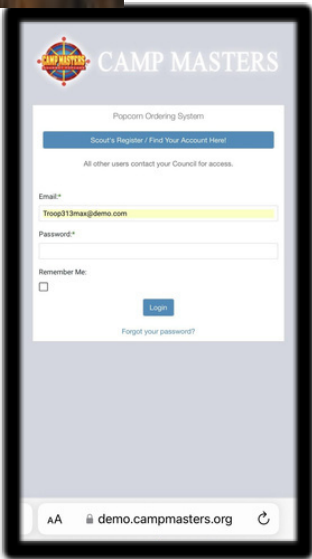 CAMP MASTERS
CAMP MASTERS
Popcorn Ordering System
Scout's Register / Find Your Account Here!
All other users contact your Council for access.
Email:*
Troop313max@demo.com
Password:*
Remember Me:
Login
Forgot your password?
AA
demo.campmasters.org